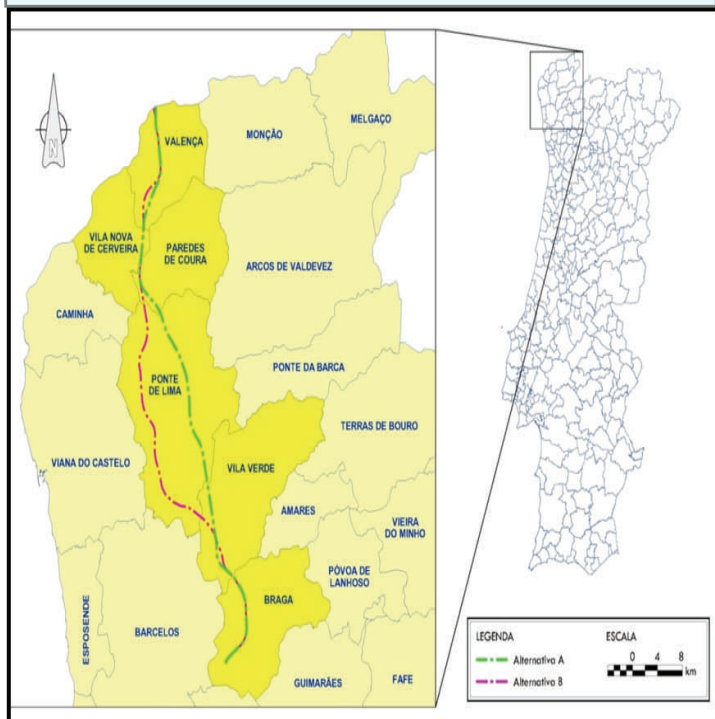 MELGAÇO
MONÇÃO
VALENÇA
N
VILA NOVA
DE CERVEIRA
PAREDES
DE COURA
ARCOS DE VALDEVEZ
CAMINHA
PONTE DA BARCA
PONTE
DE LIMA
TERRAS DE BOURO
VIANA DO CASTELO
VILA VERDE
AMARES
VIEIRA
DO MINHO
PÓVOA DE
LANHOSO
BRAGA
ESPOSENDE
BARCELOS
GUIMARÃES
FAFE
LEGENDA
Alternativa A
Alternativa B
ESCALA
0 4 8
km